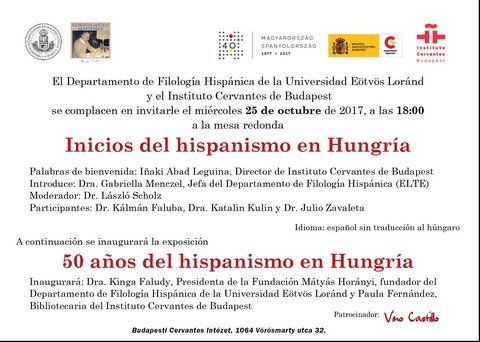 40
MAGYARORSZÁG
SPANYOLORSZÁG
1977 | 2017
Instituto
Cervantes
Budapest
El Departamento de Filología Hispánica de la Universidad Eötvös Loránd
y el Instituto Cervantes de Budapest
se complacen en invitarle el miércoles 25 de octubre de 2017, a las 18:00
a la mesa redonda
Inicios del hispanismo en Hungría
Palabras de bienvenida: Iñaki Abad Leguina, Director de Instituto Cervantes de Budapest
Introduce: Dra. Gabriella Menczel, Jefa del Departamento de Filología Hispánica (ELTE)
Moderador: Dr. László Scholz
Participantes: Dr. Kálmán Faluba, Dra. Katalin Kulin y Dr. Julio Zavaleta
Idioma: español sin traducción al húngaro
A continuación se inaugurará la exposición
50 años del hispanismo en Hungría
Inaugurará: Dra. Kinga Faludy, Presidenta de la Fundación Mátyás Horányi, fundador del
Departamento de Filología Hispánica de la Universidad Eötvös Loránd y Paula Fernández,
Bibliotecaria del Instituto Cervantes de Budapest
Patrocinador: Vino Castillo
Budapesti Cervantes Intézet, 1064 Vörösmarty utca 32.